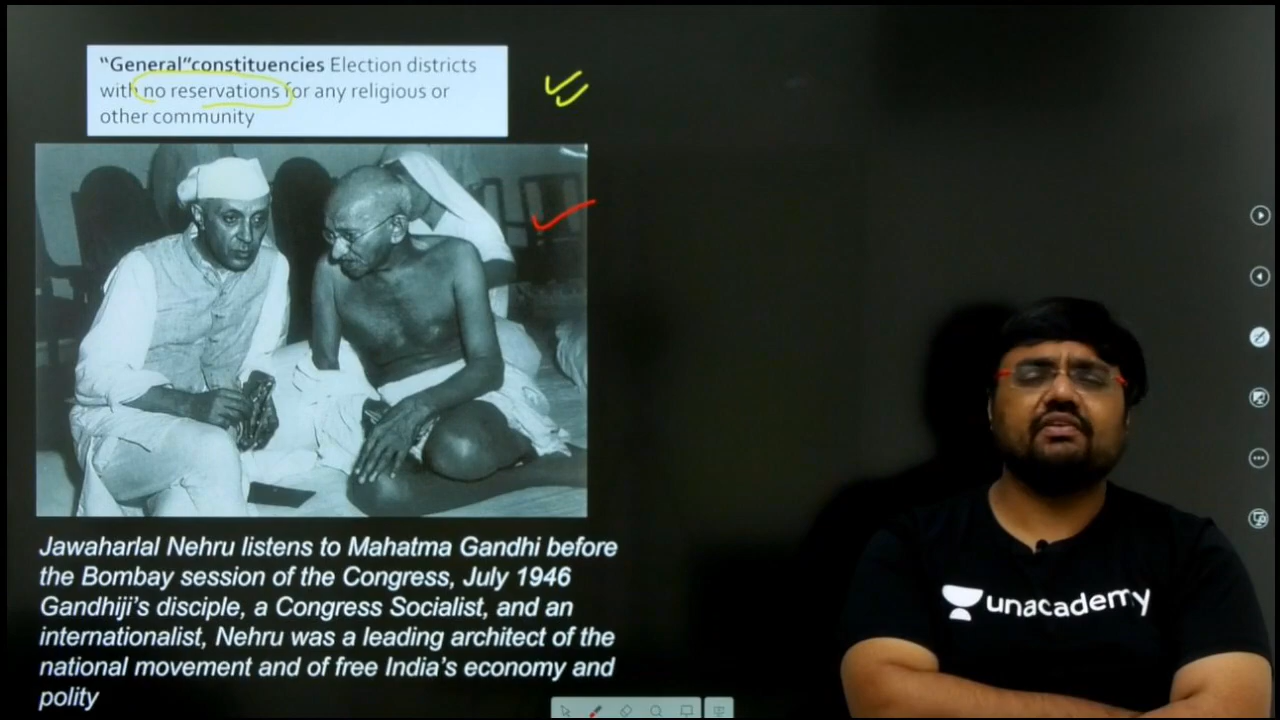 “General”constituencies Election districts
with no reservations for any religious or
other community
Jawaharlal Nehru listens to Mahatma Gandhi before
the Bombay session of the Congress, July 1946
Gandhiji's disciple, a Congress Socialist, and an
internationalist, Nehru was a leading architect of the
national movement and of free India's economy and
polity
unacademy